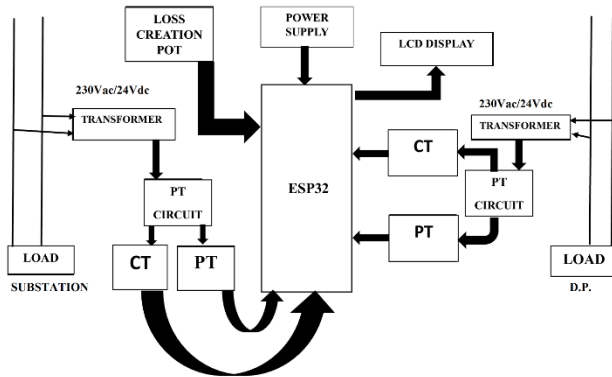 LOSS
CREATION
POT
POWER
SUPPLY
LCD DISPLAY
230Vac/24Vdc
TRANSFORMER
230Vac/24Vdc
TRANSFORMER
CT
ESP32
PT
CIRCUIT
PT
CIRCUIT
PT
LOAD
CT
PT
LOAD
SUBSTATION
D.P.